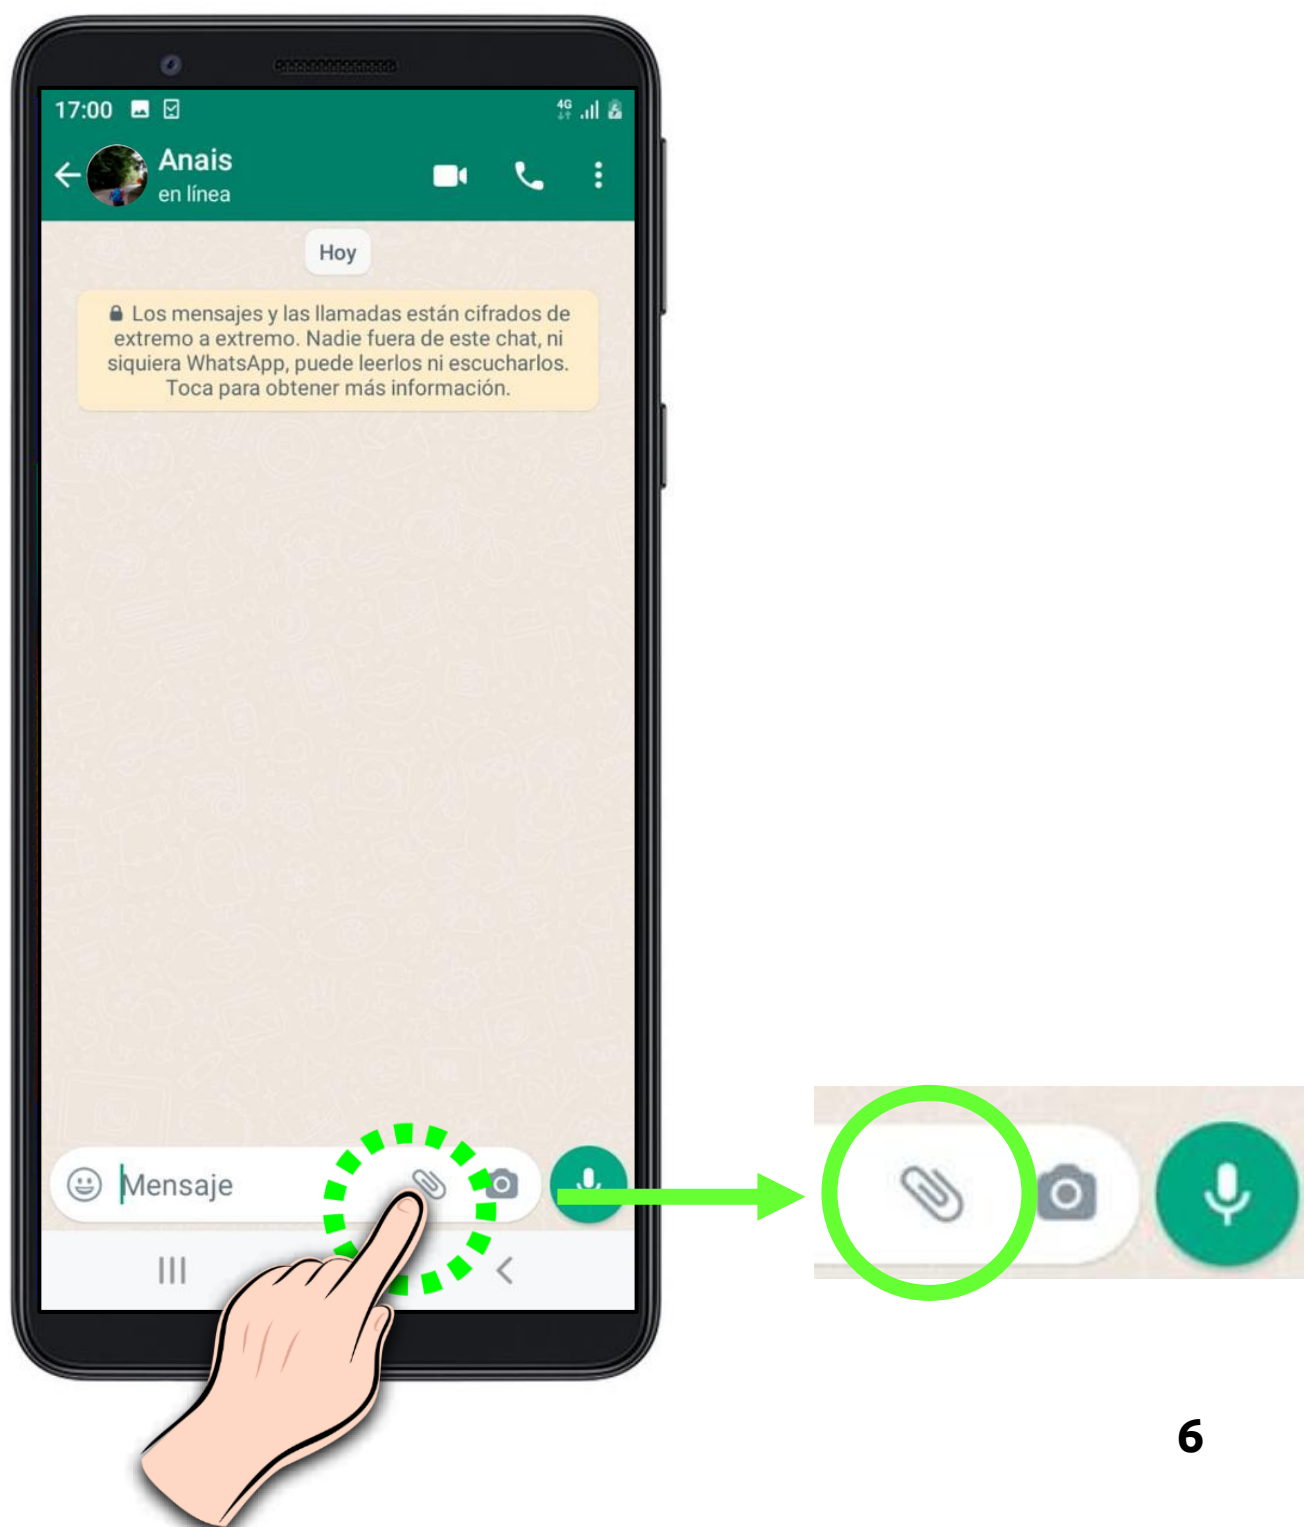 17:00
4G
Anais
en línea
Hoy
Los mensajes y las llamadas están cifrados de
extremo a extremo. Nadie fuera de este chat, ni
siquiera WhatsApp, puede leerlos ni escucharlos.
Toca para obtener más información.
Mensaje
6